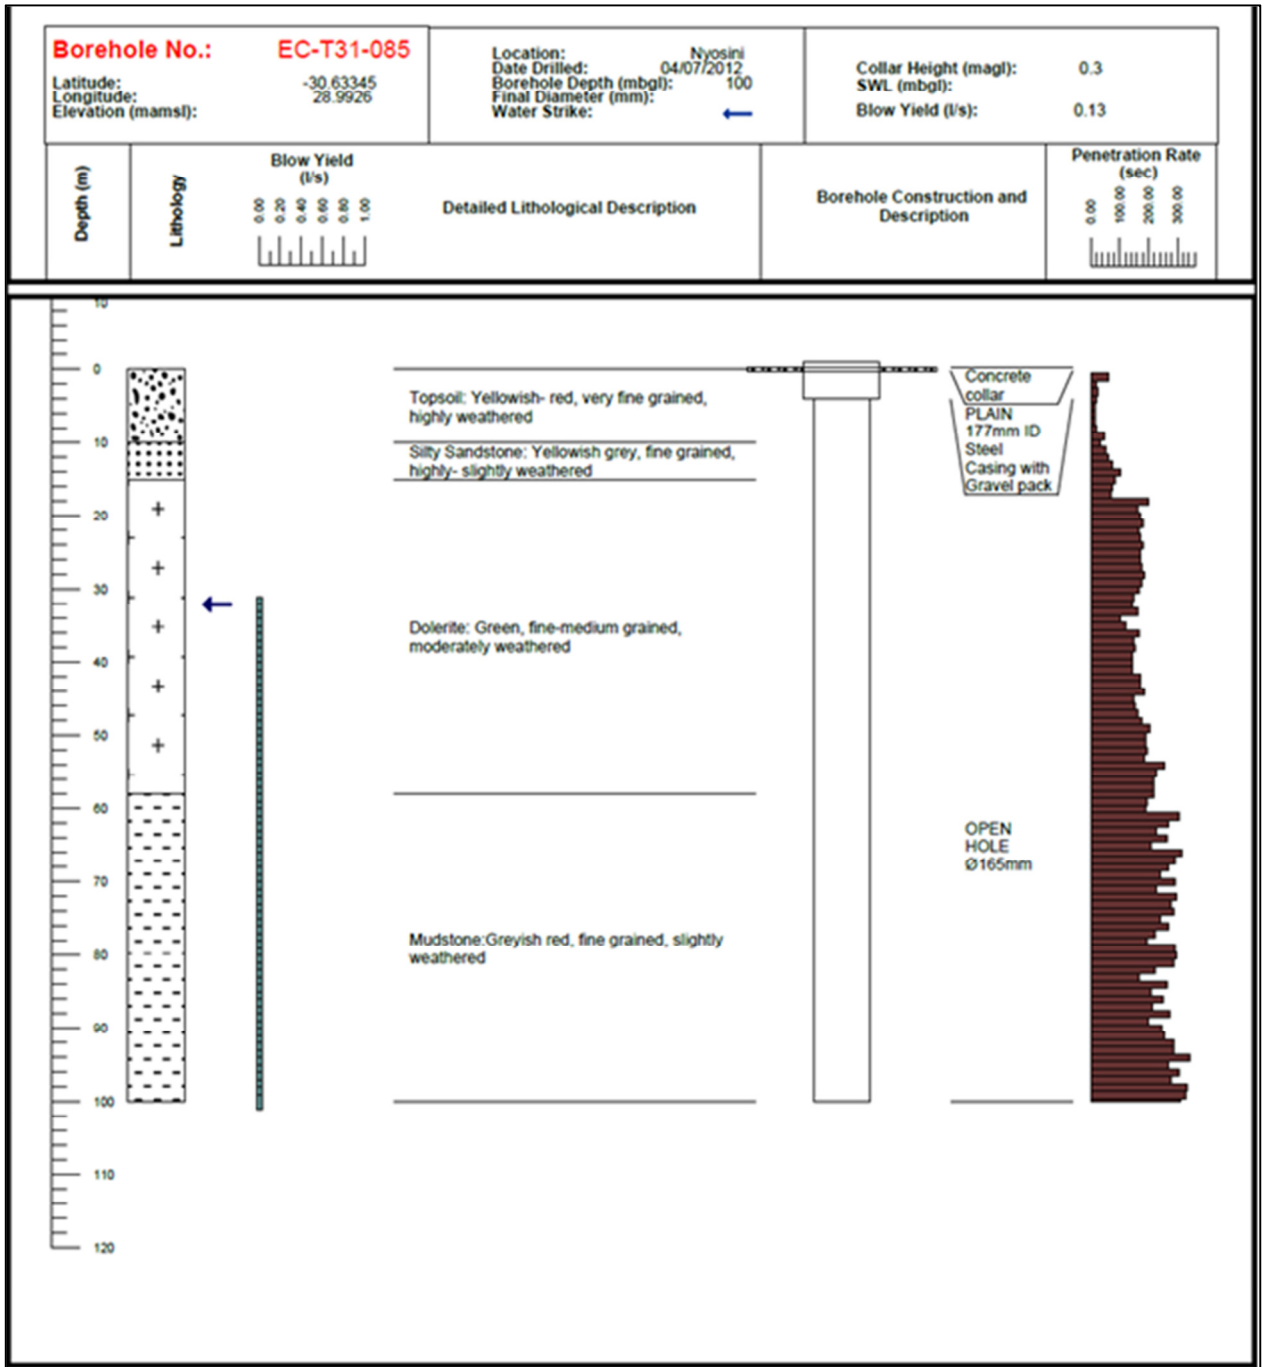 Borehole No.: EC-T31-085
Latitude: -30.63345
Longitude: 28.9926
Elevation (mamsl):
Location: Nyosini
Date Drilled: 04/07/2012
Borehole Depth (mbgl): 100
Final Diameter (mm):
Water Strike:
Collar Height (magl): 0.3
SWL (mbgl):
Blow Yield (l/s): 0.13
Depth (m)
Lithology
Blow Yield
(l/s)
0.00 0.20 0.40 0.60 0.80 1.00
Detailed Lithological Description
Borehole Construction and
Description
Penetration Rate
(sec)
0.00 100.00 200.00 300.00
10
0
10
20
30
40
50
60
70
80
90
100
110
120
Topsoil: Yellowish- red, very fine grained,
highly weathered
Silty Sandstone: Yellowish grey, fine grained,
highly- slightly weathered
Dolerite: Green, fine-medium grained,
moderately weathered
Mudstone:Greyish red, fine grained, slightly
weathered
Concrete
collar
PLAIN
177mm ID
Steel
Casing with
Gravel pack
OPEN
HOLE
Ø165mm